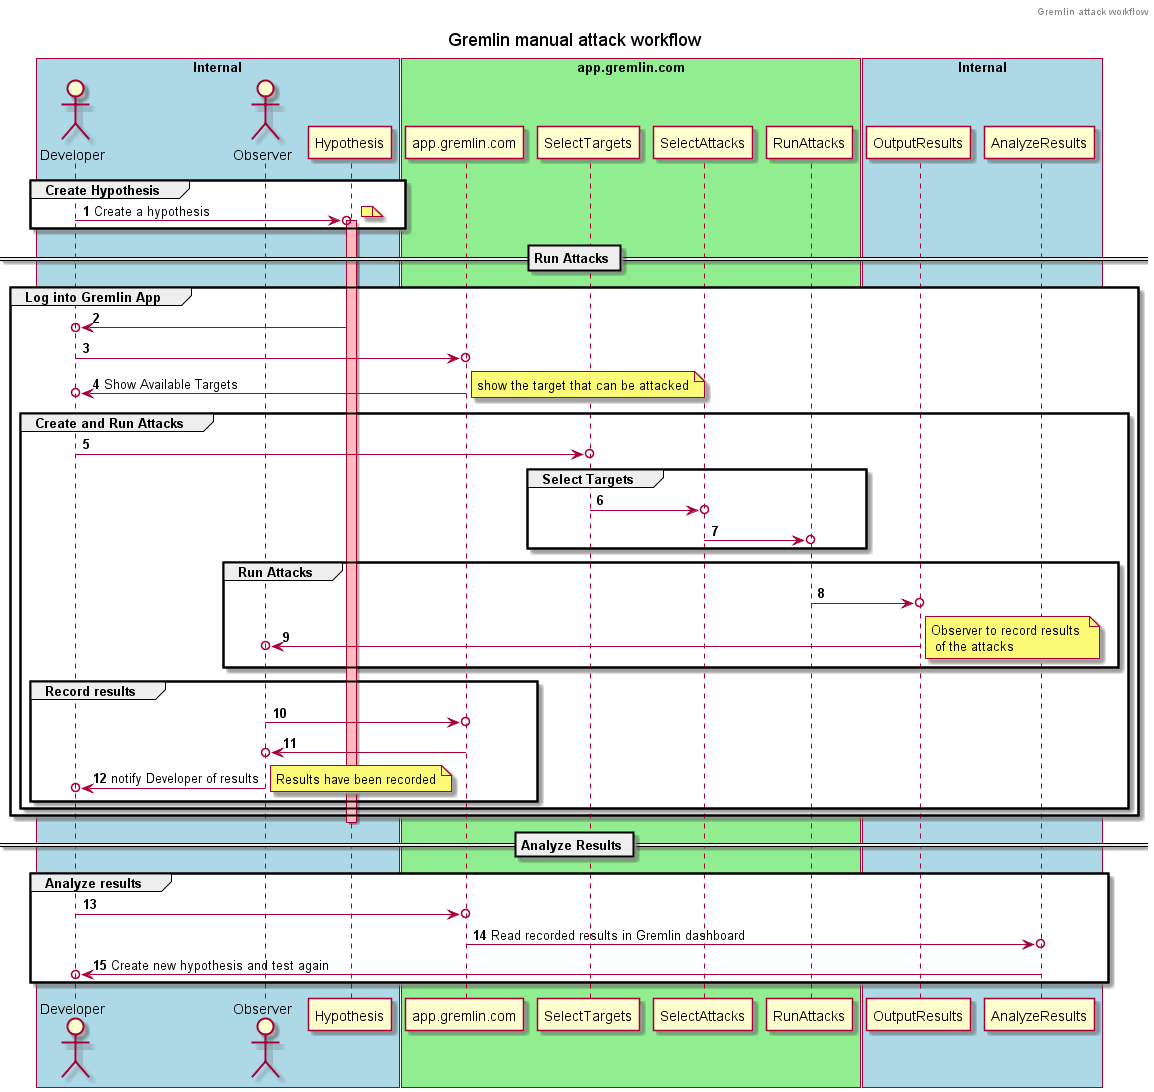 Gremlin attack workflow
Gremlin manual attack workflow
Internal
app.gremlin.com
Internal
Developer
Observer
Hypothesis
app.gremlin.com
SelectTargets
SelectAttacks
RunAttacks
OutputResults
AnalyzeResults
Create Hypothesis
1 Create a hypothesis
Run Attacks
Log into Gremlin App
2
3
4 Show Available Targets
show the target that can be attacked
Create and Run Attacks
5
Select Targets
6
7
Run Attacks
8
9
Observer to record results
of the attacks
Record results
10
11
12 notify Developer of results
Results have been recorded
Analyze Results
Analyze results
13
14 Read recorded results in Gremlin dashboard
15 Create new hypothesis and test again
Developer
Observer
Hypothesis
app.gremlin.com
SelectTargets
SelectAttacks
RunAttacks
OutputResults
AnalyzeResults